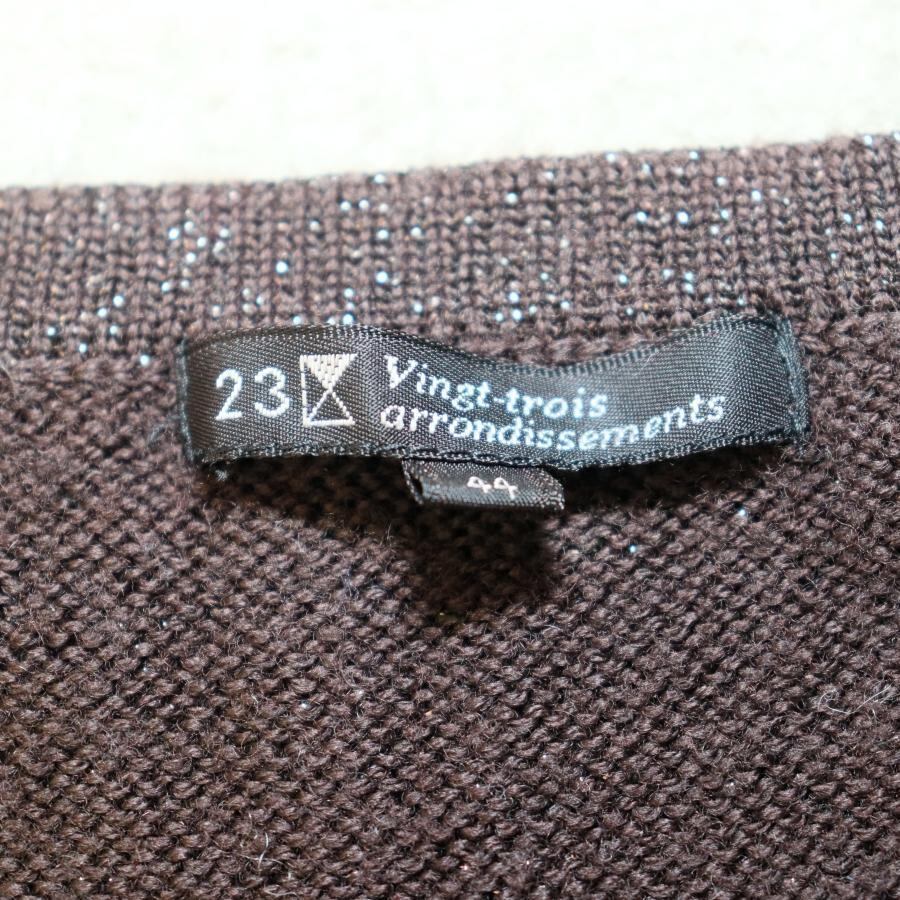 23
Vingt-trois
arrondissements
44